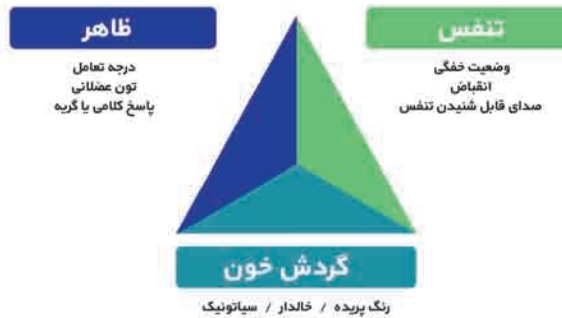 تنفس
وضعیت خفگی
انقباض
صدای قابل شنیدن تنفس
ظاهر
درجه تعامل
تون عضلانی
پاسخ کلامی یا گریه
گردش خون
رنگ پریده / خالدار / سیاتونیک